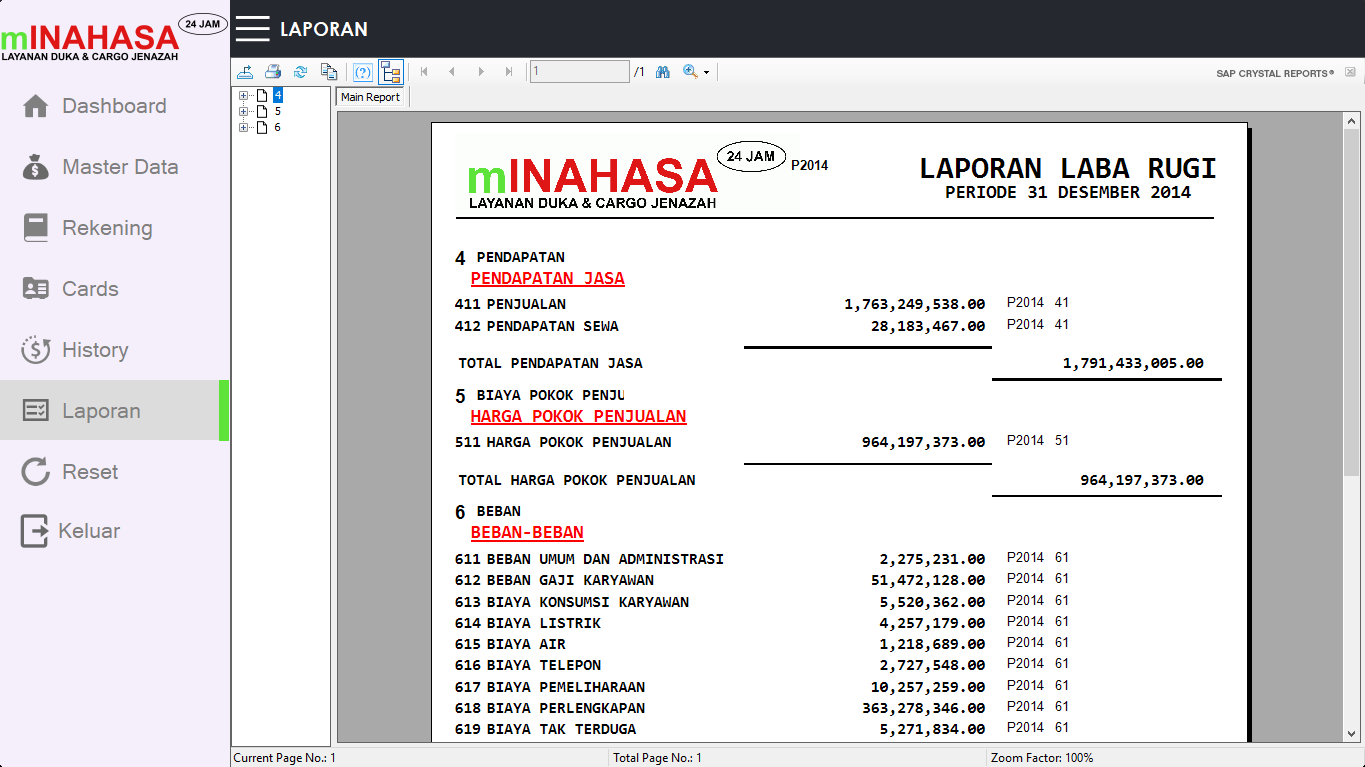 mINAHASA 24 JAM
LAYANAN DUKA & CARGO JENAZAH
LAPORAN
Dashboard
Master Data
Rekening
Cards
History
Laporan
Reset
Keluar
1 /1
SAP CRYSTAL REPORTS®
4
5
6
Main Report
mINAHASA 24 JAM P2014
LAYANAN DUKA & CARGO JENAZAH
LAPORAN LABA RUGI
PERIODE 31 DESEMBER 2014
4 PENDAPATAN
PENDAPATAN JASA
411 PENJUALAN 1,763,249,538.00 P2014 41
412 PENDAPATAN SEWA 28,183,467.00 P2014 41
TOTAL PENDAPATAN JASA 1,791,433,005.00
5 BIAYA POKOK PENJU
HARGA POKOK PENJUALAN
511 HARGA POKOK PENJUALAN 964,197,373.00 P2014 51
TOTAL HARGA POKOK PENJUALAN 964,197,373.00
6 BEBAN
BEBAN-BEBAN
611 BEBAN UMUM DAN ADMINISTRASI 2,275,231.00 P2014 61
612 BEBAN GAJI KARYAWAN 51,472,128.00 P2014 61
613 BIAYA KONSUMSI KARYAWAN 5,520,362.00 P2014 61
614 BIAYA LISTRIK 4,257,179.00 P2014 61
615 BIAYA AIR 1,218,689.00 P2014 61
616 BIAYA TELEPON 2,727,548.00 P2014 61
617 BIAYA PEMELIHARAAN 10,257,259.00 P2014 61
618 BIAYA PERLENGKAPAN 363,278,346.00 P2014 61
619 BIAYA TAK TERDUGA 5,271,834.00 P2014 61
Current Page No.: 1 Total Page No.: 1 Zoom Factor: 100%